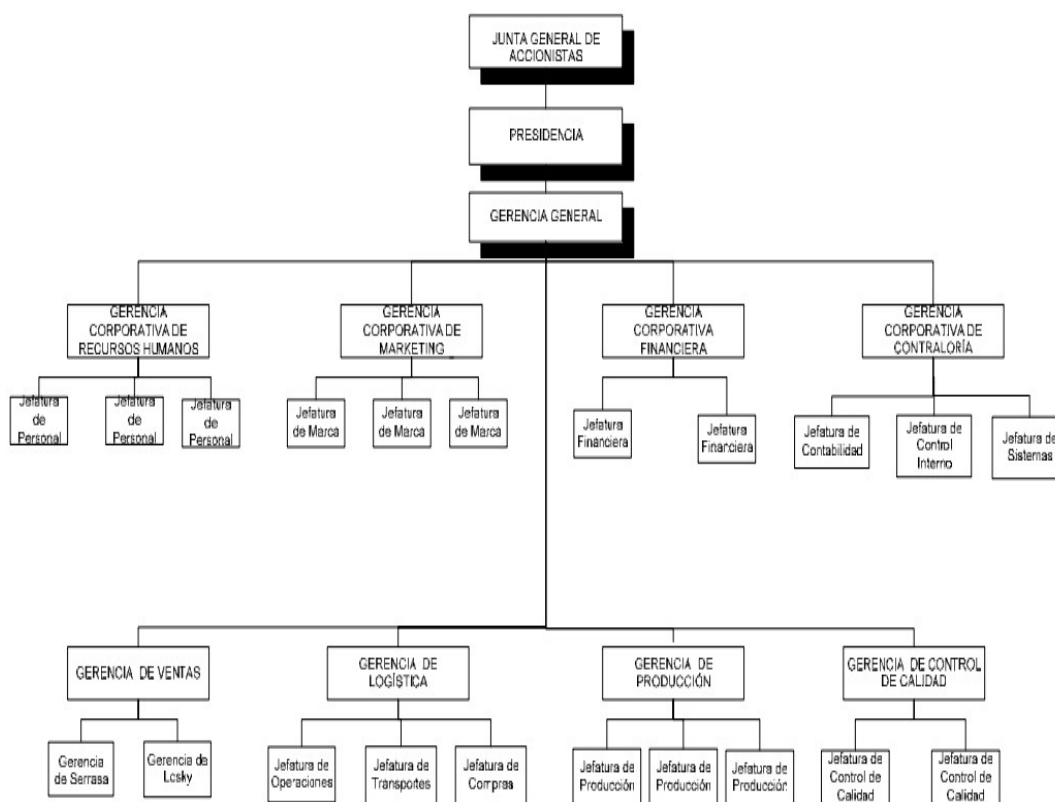 JUNTA GENERAL DE
ACCIONISTAS
PRESIDENCIA
GERENCIA GENERAL
GERENCIA
CORPORATIVA DE
RECURSOS HUMANOS
GERENCIA
CORPORATIVA DE
MARKETING
GERENCIA
CORPORATIVA
FINANCIERA
GERENCIA
CORPORATIVA DE
CONTRALORÍA
Jefatura
de
Personal
Jefatura
de
Personal
Jefatura
de
Personal
Jefatura
de Marca
Jefatura
de Marca
Jefatura
de Marca
Jefatura
Financiera
Jefatura
Financiera
Jefatura de
Contabilidad
Jefatura de
Control
Interno
Jefatura de
Sistemas
GERENCIA DE VENTAS
GERENCIA DE
LOGÍSTICA
GERENCIA DE
PRODUCCIÓN
GERENCIA DE CONTROL
DE CALIDAD
Gerencia
de Serrasa
Gerencia de
Losky
Jefatura de
Operaciones
Jefatura de
Transportes
Jefatura de
Compras
Jefatura de
Producción
Jefatura de
Producción
Jefatura de
Producción
Jefatura de
Control de
Calidad
Jefatura de
Control de
Calidad